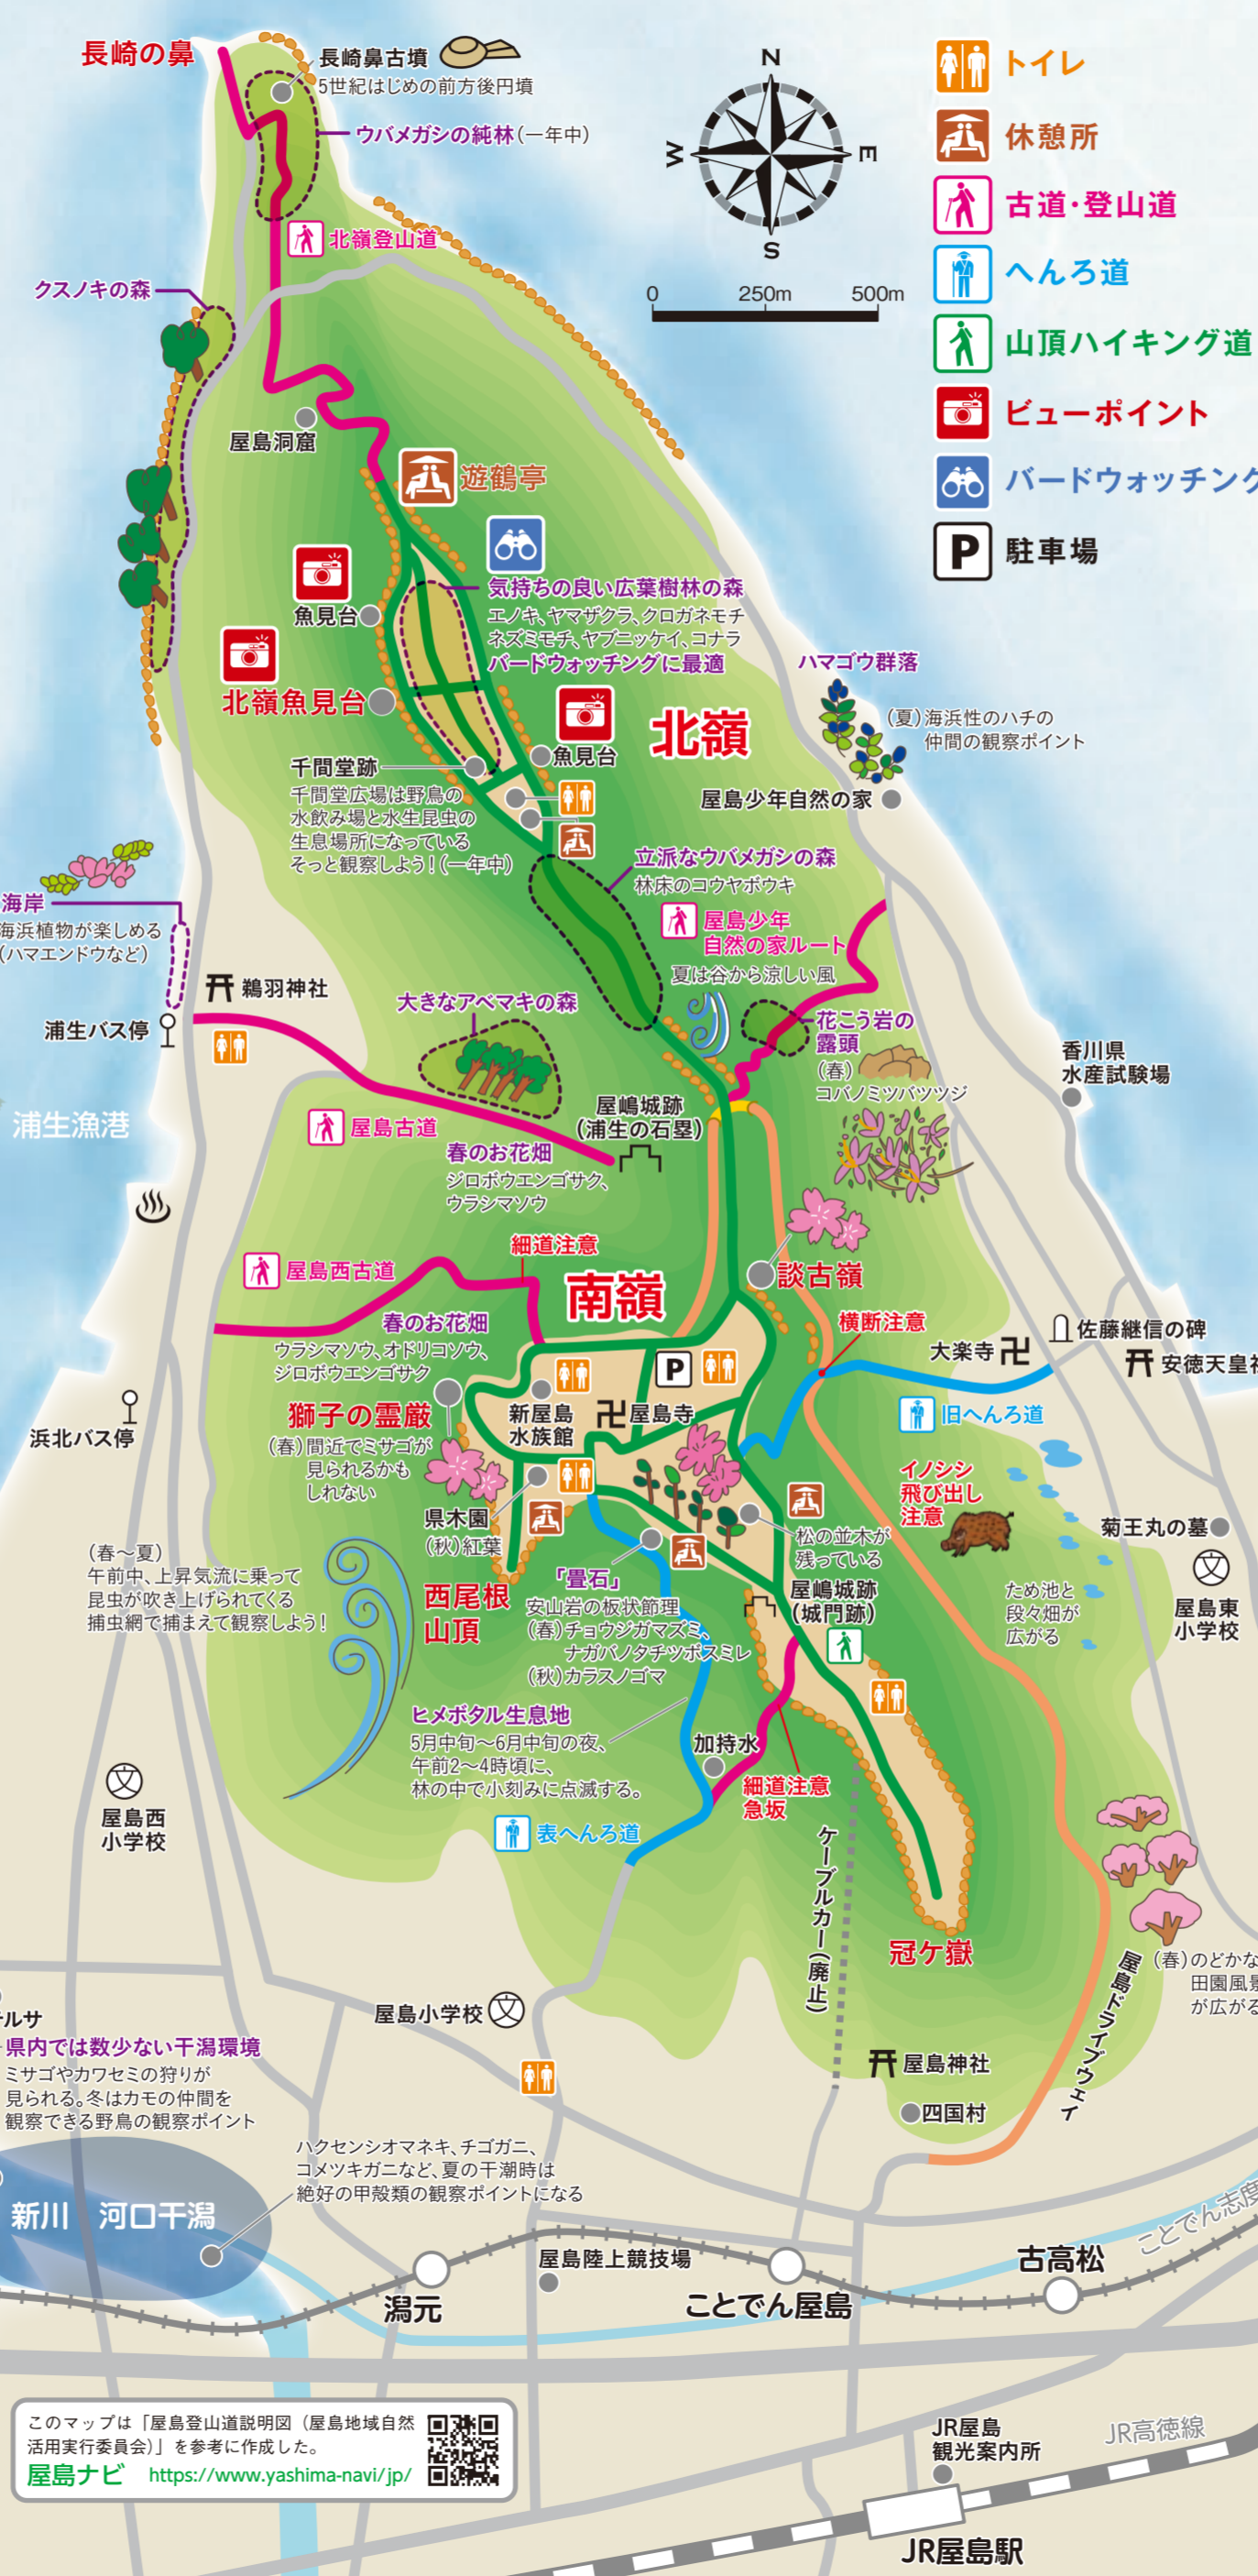 長崎の鼻
長崎鼻古墳
5世紀はじめの前方後円墳
ウバメガシの純林(一年中)
北嶺登山道
クスノキの森
屋島洞窟
遊鶴亭
N
W
E
S
0 250m 500m
トイレ
休憩所
古道・登山道
へんろ道
山頂ハイキング道
ビューポイント
バードウォッチング
P 駐車場
魚見台
気持ちの良い広葉樹林の森
エノキ、ヤマザクラ、クロガネモチ
ネズミモチ、ヤブニッケイ、コナラ
バードウォッチングに最適
北嶺魚見台
魚見台
北嶺
ハマゴウ群落
(夏)海浜性のハチの
仲間の観察ポイント
屋島少年自然の家
千間堂跡
千間堂広場は野鳥の
水飲み場と水生昆虫の
生息場所になっている
そっと観察しよう!(一年中)
立派なウバメガシの森
林床のコウヤボウキ
屋島少年
自然の家ルート
夏は谷から涼しい風
海岸
海浜植物が楽しめる
(ハマエンドウなど)
鵜羽神社
浦生バス停
大きなアベマキの森
花こう岩の
露頭
(春)
コバノミツバツツジ
香川県
水産試験場
浦生漁港
屋島古道
屋嶋城跡
(浦生の石塁)
春のお花畑
ジロボウエンゴサク、
ウラシマソウ
屋島西古道
細道注意
南嶺
談古嶺
春のお花畑
ウラシマソウ、オドリコソウ、
ジロボウエンゴサク
横断注意
佐藤継信の碑
大楽寺
安徳天皇社
旧へんろ道
浜北バス停
獅子の霊巌
(春)間近でミサゴが
見られるかも
しれない
新屋島
水族館
P
屋島寺
イノシシ
飛び出し
注意
県木園
(秋)紅葉
松の並木が
残っている
菊王丸の墓
屋島東
小学校
(春〜夏)
午前中、上昇気流に乗って
昆虫が吹き上げられてくる
捕虫網で捕まえて観察しよう!
西尾根
山頂
「畳石」
安山岩の板状節理
(春)チョウジガマズミ、
ナガバノタチツボスミレ
(秋)カラスノゴマ
屋嶋城跡
(城門跡)
ため池と
段々畑が
広がる
ヒメボタル生息地
5月中旬〜6月中旬の夜、
午前2〜4時頃に、
林の中で小刻みに点滅する。
加持水
細道注意
急坂
表へんろ道
屋島西
小学校
ケーブルカー(廃止)
冠ケ嶽
屋島ドライブウェイ
(春)のどかな
田園風景
が広がる
屋島小学校
ルサ
県内では数少ない干潟環境
ミサゴやカワセミの狩りが
見られる。冬はカモの仲間を
観察できる野鳥の観察ポイント
屋島神社
四国村
ハクセンシオマネキ、チゴガニ、
コメツキガニなど、夏の干潮時は
絶好の甲殻類の観察ポイントになる
新川 河口干潟
潟元
屋島陸上競技場
ことでん屋島
古高松
ことでん志度
このマップは「屋島登山道説明図(屋島地域自然
活用実行委員会)」を参考に作成した。
屋島ナビ https://www.yashima-navi/jp/
JR屋島
観光案内所
JR高徳線
JR屋島駅